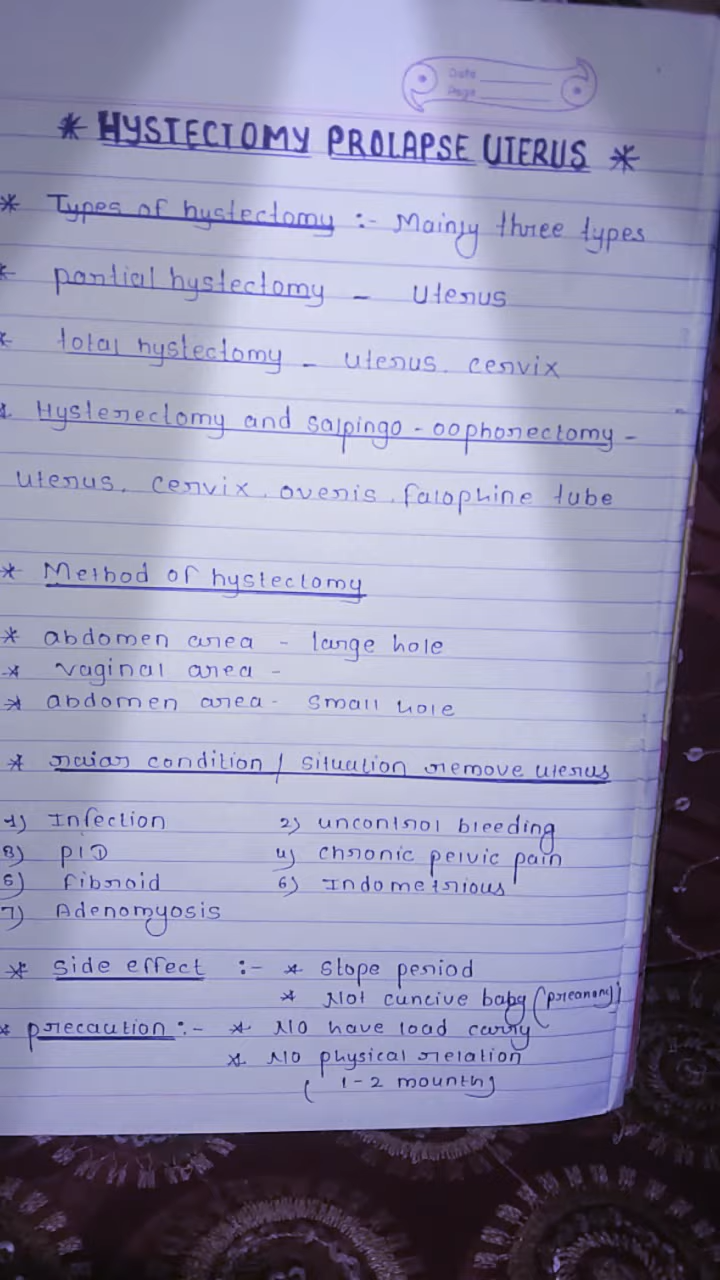 Date
Page
* HYSTECTOMY PROLAPSE UTERUS *
* Types of hystectomy :- Mainly three types
* partial hystectomy - uterus
* total hystectomy - uterus. cervix
* Hysterectomy and salpingo-oophorectomy -
uterus. cervix. overis. falophine tube
* Method of hystectomy
* abdomen area - large hole
* vaginal area -
* abdomen area - small hole
* condition / situation remove uterus
1) Infection 2) uncontrol bleeding
3) PID 4) chronic pelvic pain
5) fibroid 6) Indometrious
7) Adenomyosis
* side effect :- * stope period
* Not cuncive baby (preanancy)
* precaution :- * No have load carry
* No physical relation
( 1-2 mounth)